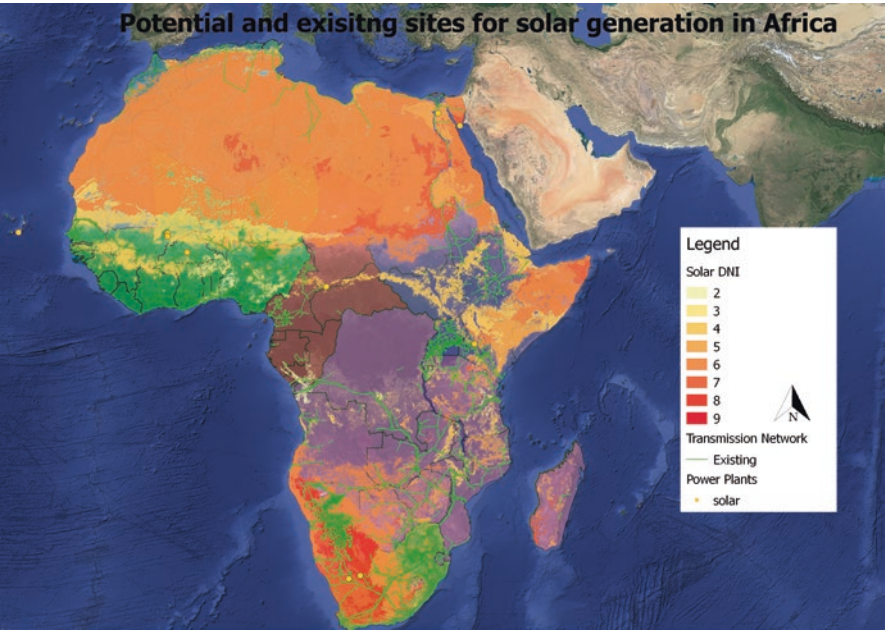 Potential and exisitng sites for solar generation in Africa
Legend
Solar DNI
2
3
4
5
6
7
8
9
N
Transmission Network
Existing
Power Plants
solar